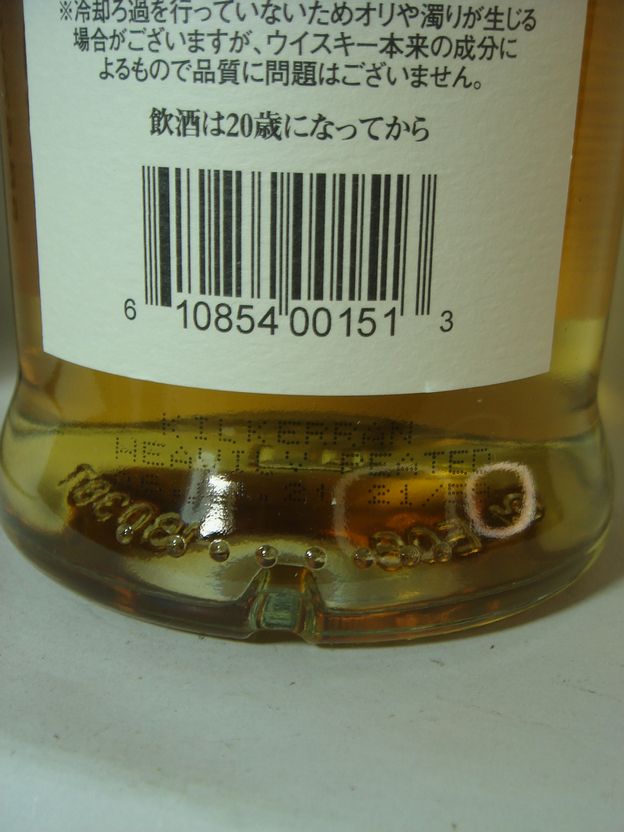 ※冷却ろ過を行っていないためオリや濁りが生じる
場合がございますが、ウイスキー本来の成分に
よるもので品質に問題はございません。
飲酒は20歳になってから
6 10854 00151 3
KILKERRAN
HEAVILY PEATED